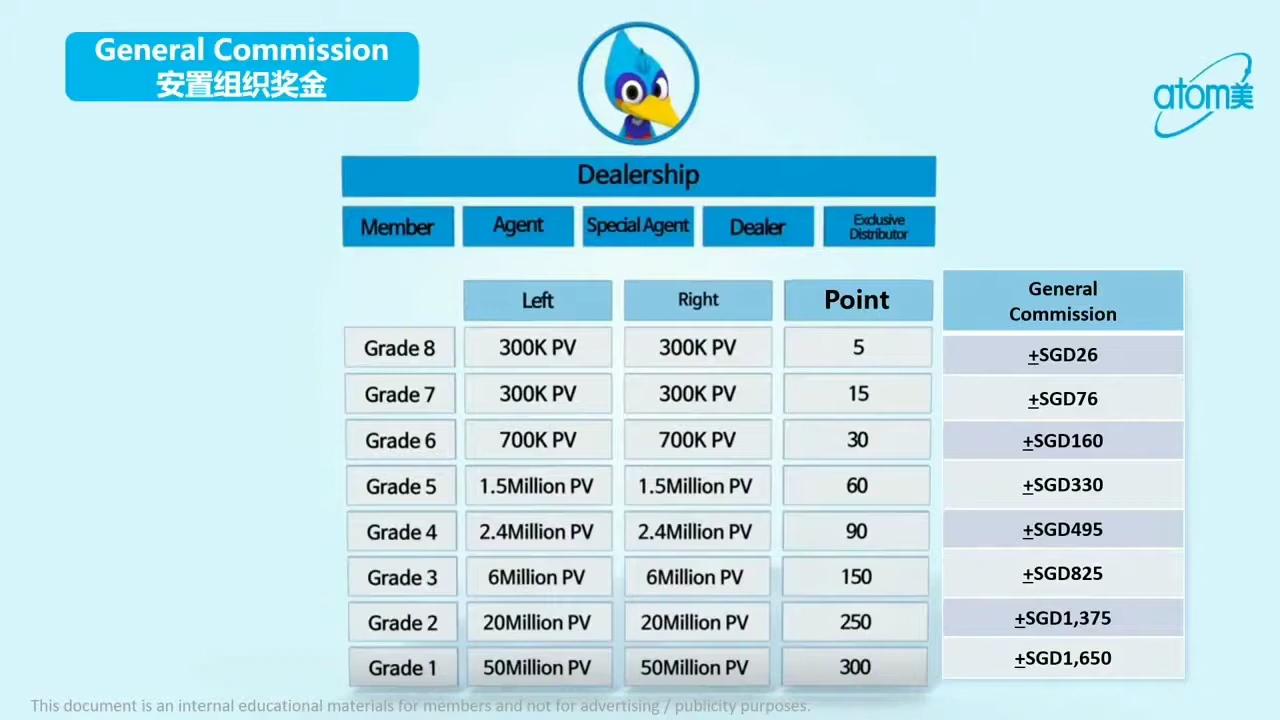 General Commission
安置组织奖金
atom美
Dealership
Member Agent Special Agent Dealer Exclusive Distributor
Left Right Point General Commission
Grade 8 300K PV 300K PV 5 ±SGD26
Grade 7 300K PV 300K PV 15 ±SGD76
Grade 6 700K PV 700K PV 30 ±SGD160
Grade 5 1.5Million PV 1.5Million PV 60 ±SGD330
Grade 4 2.4Million PV 2.4Million PV 90 ±SGD495
Grade 3 6Million PV 6Million PV 150 ±SGD825
Grade 2 20Million PV 20Million PV 250 ±SGD1,375
Grade 1 50Million PV 50Million PV 300 ±SGD1,650
This document is an internal educational materials for members and not for advertising / publicity purposes.